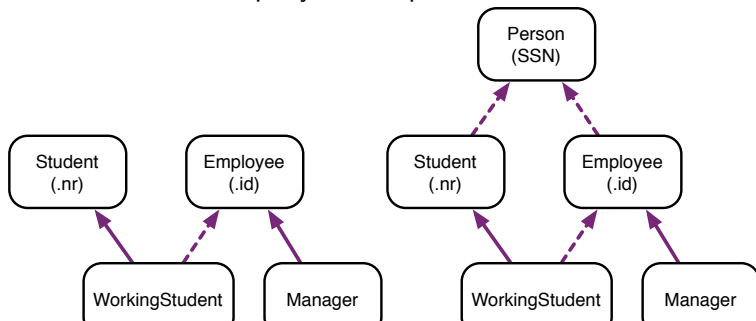 Person
(SSN)
Student
(.nr)
Employee
(.id)
Student
(.nr)
Employee
(.id)
WorkingStudent
Manager
WorkingStudent
Manager